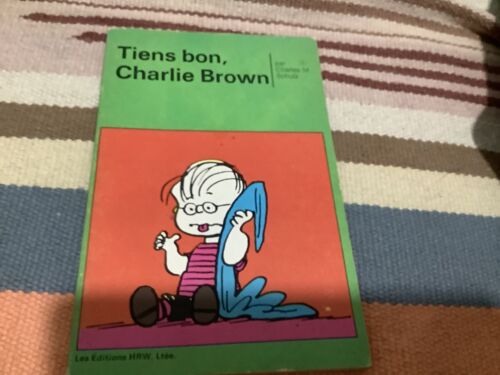 Tiens bon,
Charlie Brown
par
Charles M.
Schulz
Les Éditions HRW, Ltée.